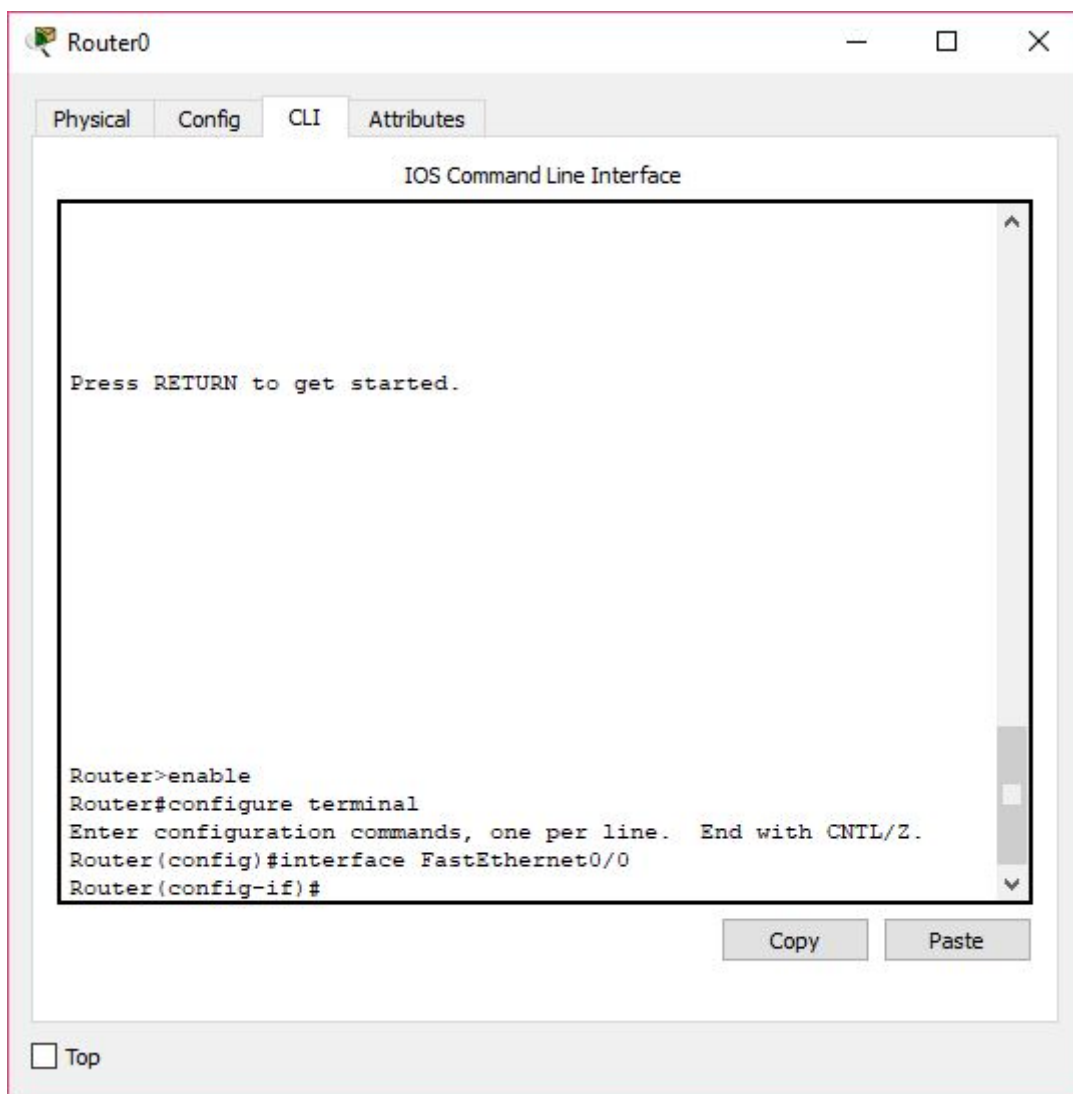 Router0
Physical Config CLI Attributes
IOS Command Line Interface
Press RETURN to get started.
Router>enable
Router#configure terminal
Enter configuration commands, one per line.  End with CNTL/Z.
Router(config)#interface FastEthernet0/0
Router(config-if)#
Copy Paste
Top